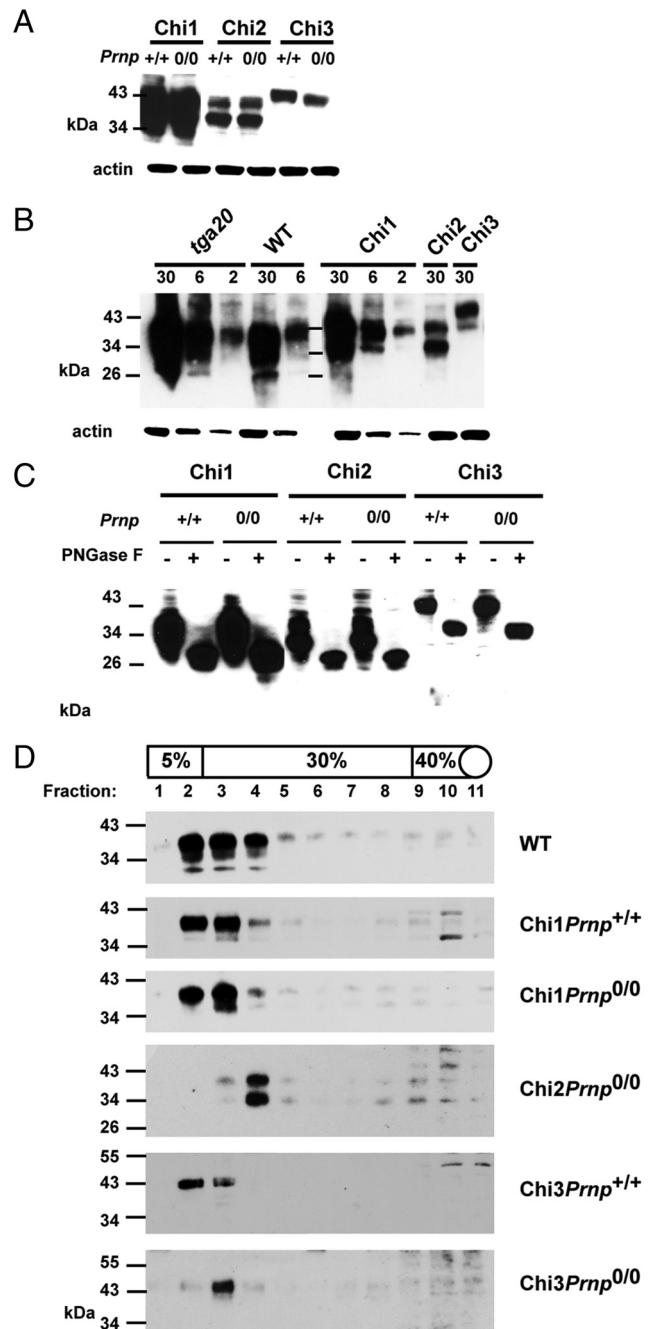 A
Chi1 Chi2 Chi3
Prnp +/+ 0/0 +/+ 0/0 +/+ 0/0
43
kDa
34
actin
B
tga20 WT Chi1 Chi2 Chi3
30 6 2 30 6 30 6 2 30 30
43
34
kDa
26
actin
C
Chi1 Chi2 Chi3
Prnp +/+ 0/0 +/+ 0/0 +/+ 0/0
PNGase F - + - + - + - + - + - +
43
34
26
kDa
D
5% 30% 40%
Fraction: 1 2 3 4 5 6 7 8 9 10 11
43
WT
34
43
Chi1Prnp+/+
34
43
Chi1Prnp0/0
34
43
Chi2Prnp0/0
34
26
55
43
Chi3Prnp+/+
34
55
43
Chi3Prnp0/0
kDa
34